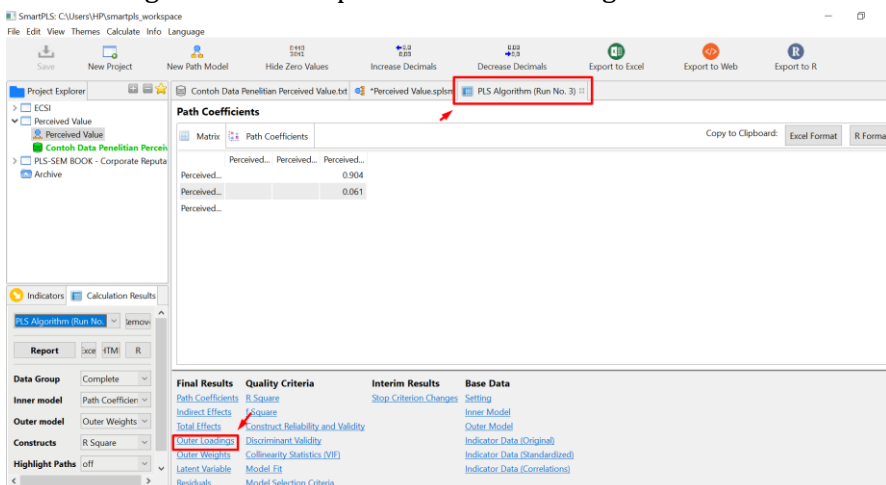 SmartPLS: C:\Users\HP\smartpls_workspace
File Edit View Themes Calculate Info Language
Save New Project New Path Model Hide Zero Values Increase Decimals Decrease Decimals Export to Excel Export to Web Export to R
Project Explorer
Contoh Data Penelitian Perceived Value.txt *Perceived Value.splsm PLS Algorithm (Run No. 3)
ECSI
Perceived Value
Perceived Value
Contoh Data Penelitian Perceiv
PLS-SEM BOOK - Corporate Reputa
Archive
Path Coefficients
Matrix Path Coefficients Copy to Clipboard: Excel Format R Forma
Perceived... Perceived... Perceived...
Perceived... 0.904
Perceived... 0.061
Perceived...
Indicators Calculation Results
PLS Algorithm (Run No.
Report HTM R
Data Group Complete
Inner model Path Coefficien
Outer model Outer Weights
Constructs R Square
Highlight Paths off
Final Results Quality Criteria Interim Results Base Data
Path Coefficients R Square Stop Criterion Changes Setting
Indirect Effects f Square Inner Model
Total Effects Construct Reliability and Validity Outer Model
Outer Loadings Discriminant Validity Indicator Data (Original)
Outer Weights Collinearity Statistics (VIF) Indicator Data (Standardized)
Latent Variable Model Fit Indicator Data (Correlations)
Residuals Model Selection Criteria